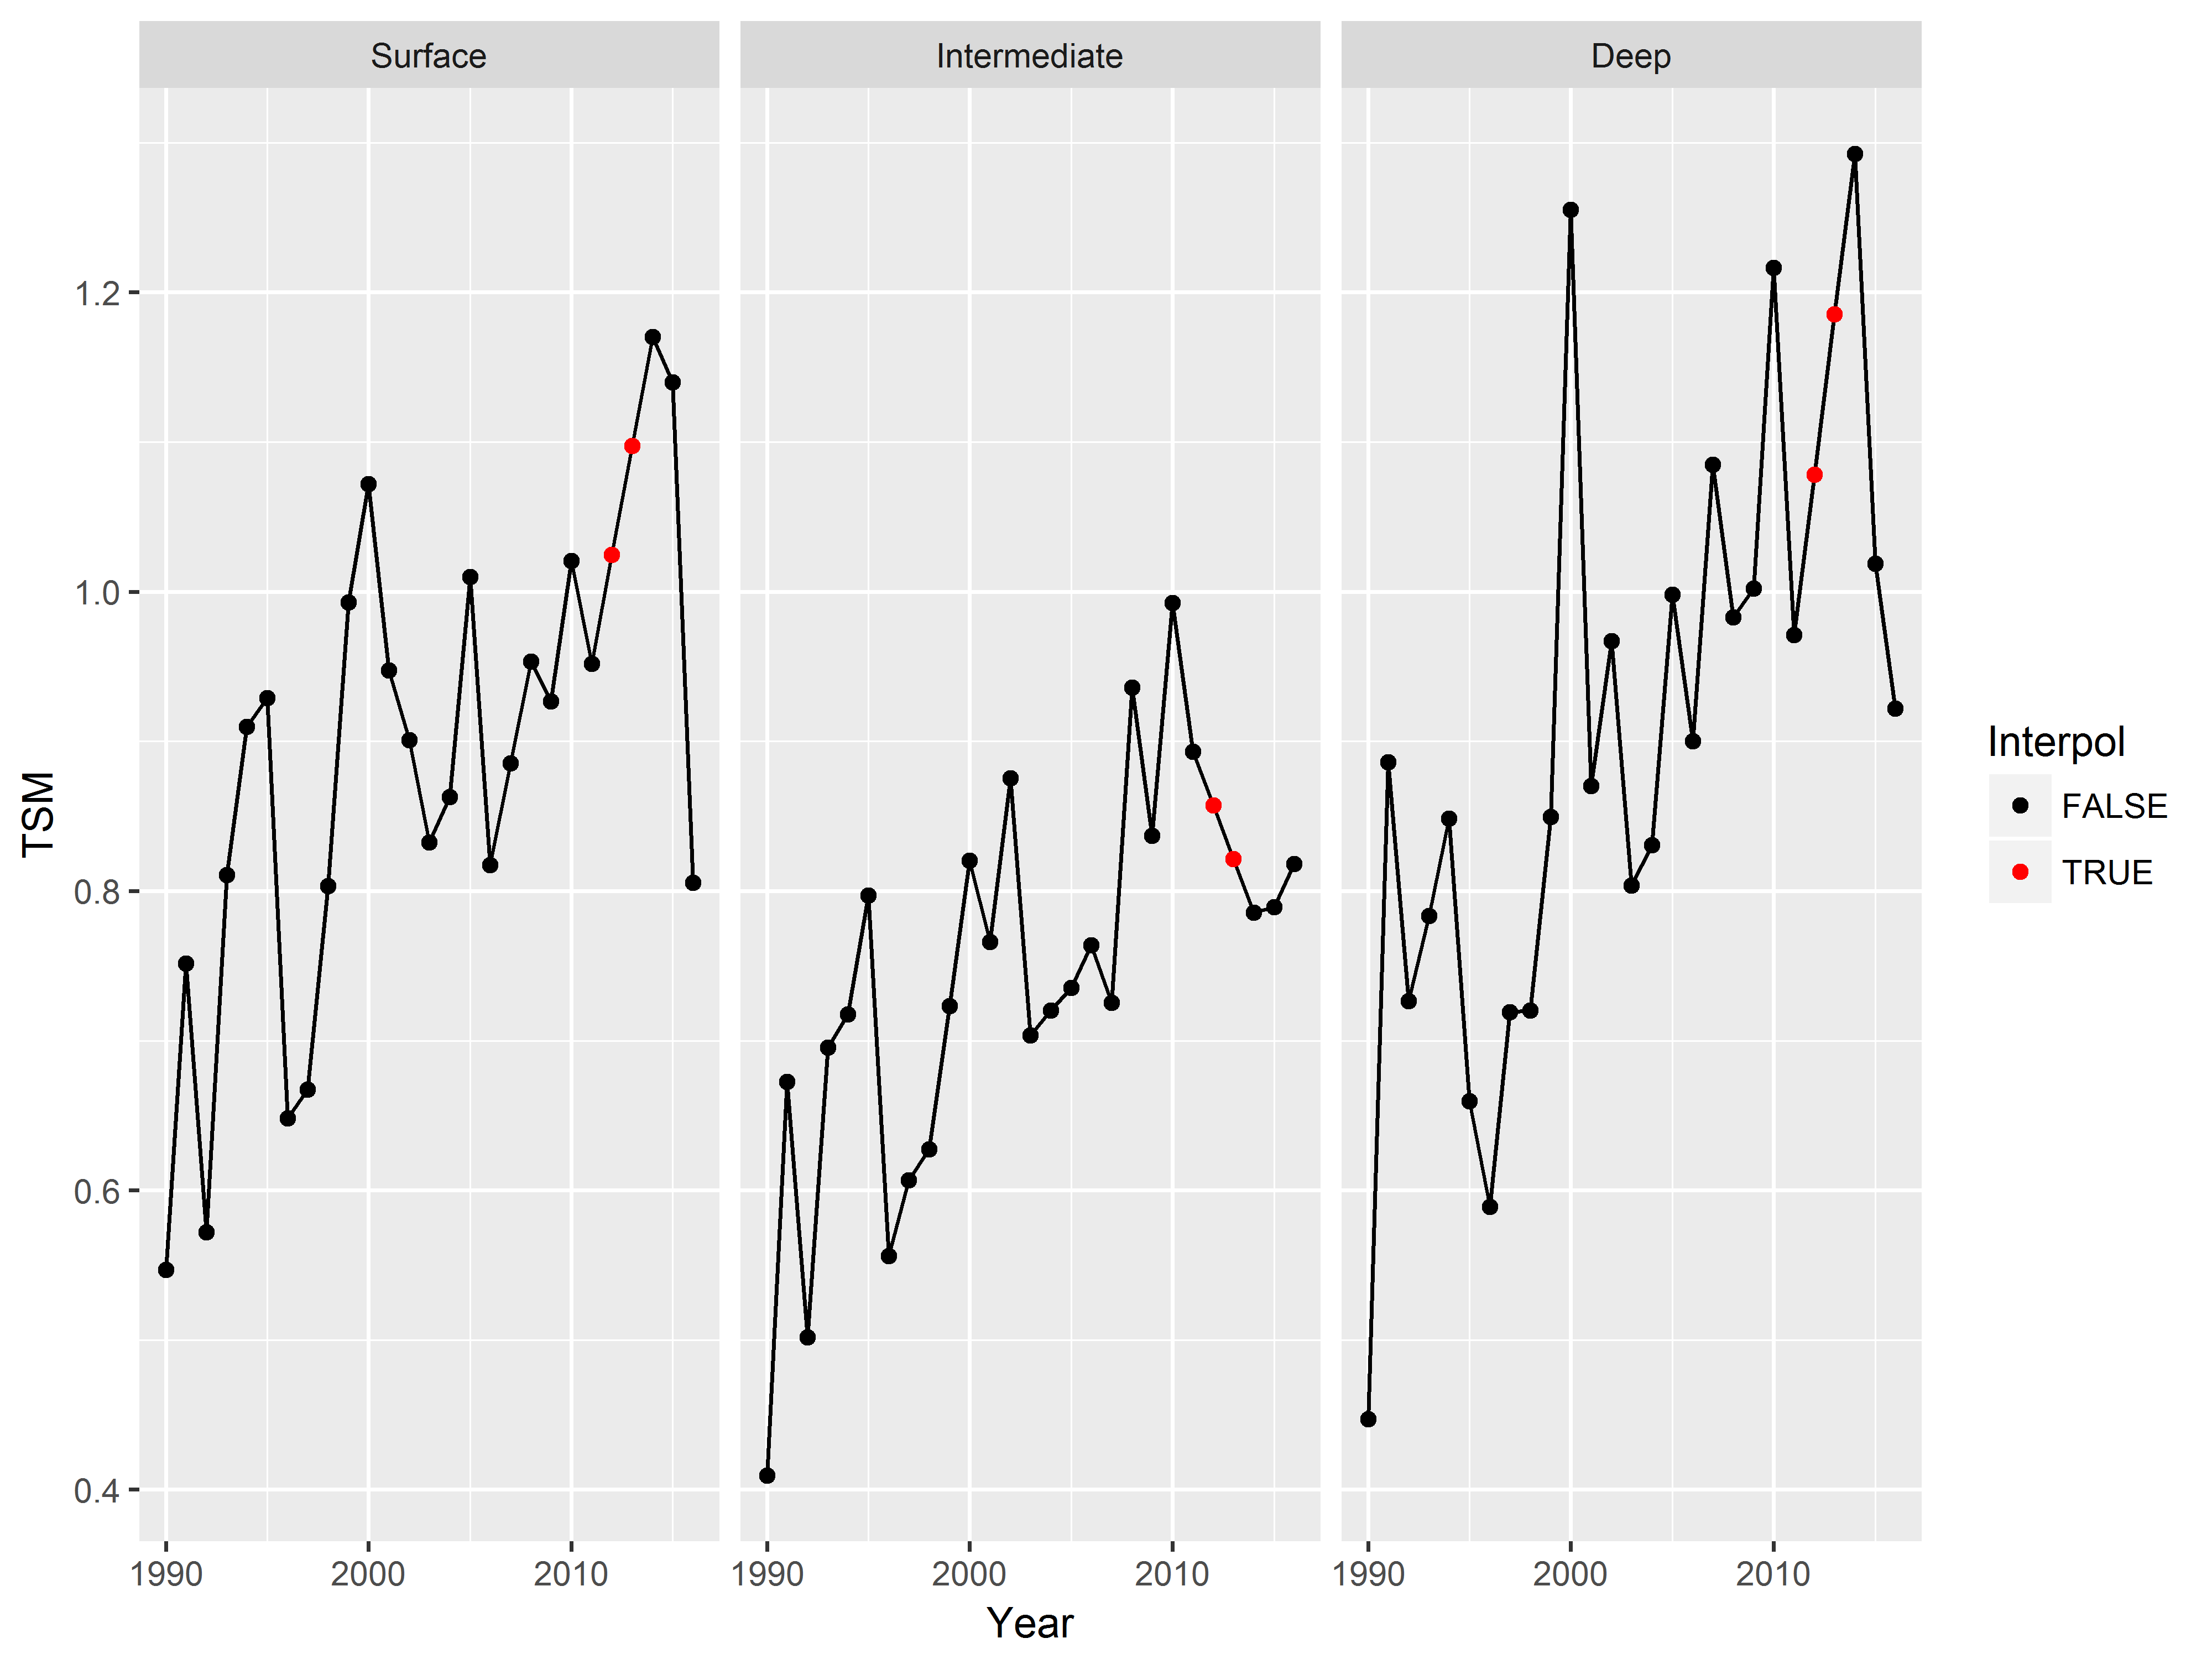 Surface Intermediate Deep
TSM
1.2
1.0
0.8
0.6
0.4
1990 2000 2010 1990 2000 2010 1990 2000 2010
Year
Interpol
FALSE
TRUE